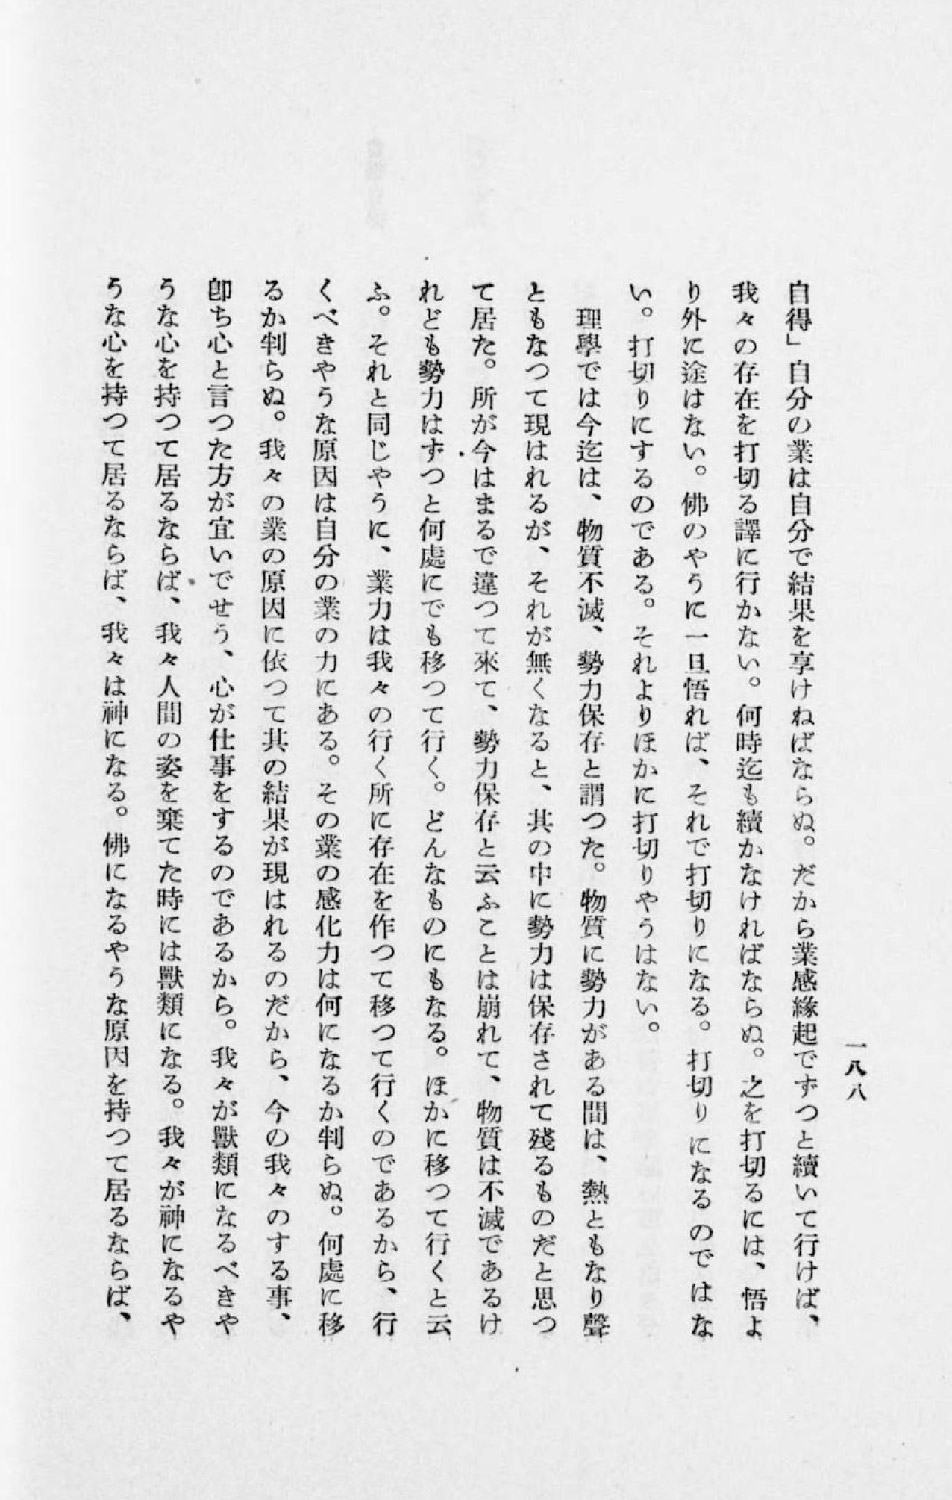 一八八
自得」自分の業は自分で結果を享けねばならぬ。だから業感緣起でずつと續いて行けば、
我々の存在を打切る譯に行かない。何時迄も續かなければならぬ。之を打切るには、悟よ
り外に途はない。佛のやうに一旦悟れば、それで打切りになる。打切りになるのではな
い。打切りにするのである。それよりほかに打切りやうはない。
理學では今迄は、物質不滅、勢力保存と謂つた。物質に勢力がある間は、熱ともなり聲
ともなつて現はれるが、それが無くなると、其の中に勢力は保存されて殘るものだと思つ
て居た。所が今はまるで違つて來て、勢力保存と云ふことは崩れて、物質は不滅であるけ
れども勢力はずつと何處にでも移つて行く。どんなものにもなる。ほかに移つて行くと云
ふ。それと同じやうに、業力は我々の行く所に存在を作つて移つて行くのであるから、行
くべきやうな原因は自分の業の力にある。その業の感化力は何になるか判らぬ。何處に移
るか判らぬ。我々の業の原因に依つて其の結果が現はれるのだから、今の我々のする事、
卽ち心と言つた方が宜いでせう、心が仕事をするのであるから。我々が獸類になるべきや
うな心を持つて居るならば、我々人間の姿を棄てた時には獸類になる。我々が神になるや
うな心を持つて居るならば、我々は神になる。佛になるやうな原因を持つて居るならば、